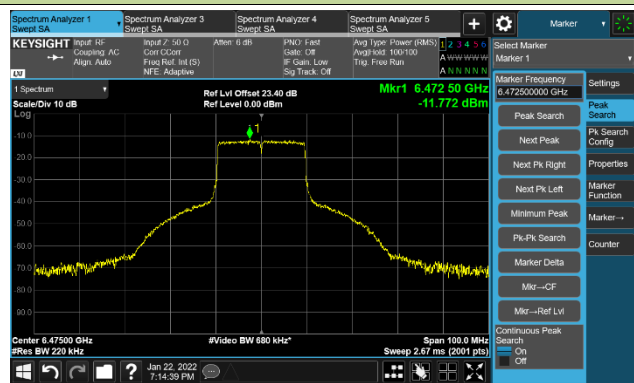 Spectrum Analyzer 1
Swept SA
Spectrum Analyzer 3
Swept SA
Spectrum Analyzer 4
Swept SA
Spectrum Analyzer 5
Swept SA
+
Marker
KEYSIGHT
Input: RF
Coupling: AC
Align: Auto
Input Z: 50 Ω
Corr CCorr
Freq Ref: Int (S)
NFE: Adaptive
Atten: 6 dB
PNO: Fast
Gate: Off
IF Gain: Low
Sig Track: Off
Avg Type: Power (RMS)
Avg|Hold: 100/100
Trig: Free Run
1 2 3 4 5 6
A WW WW W
A N N N N N
Select Marker
Marker 1
LXI
1 Spectrum
Scale/Div 10 dB
Log
Ref Lvl Offset 23.40 dB
Ref Level 0.00 dBm
Mkr1 6.472 50 GHz
-11.772 dBm
1
-10.0
-20.0
-30.0
-40.0
-50.0
-60.0
-70.0
-80.0
-90.0
Center 6.47500 GHz
#Res BW 220 kHz
#Video BW 680 kHz*
Span 100.0 MHz
Sweep 2.67 ms (2001 pts)
Marker Frequency
6.472500000 GHz
Peak Search
Next Peak
Next Pk Right
Next Pk Left
Minimum Peak
Pk-Pk Search
Marker Delta
Mkr→CF
Mkr→Ref Lvl
Continuous Peak
Search
On
Off
Settings
Peak
Search
Pk Search
Config
Properties
Marker
Function
Marker→
Counter
?
Jan 22, 2022
7:14:39 PM